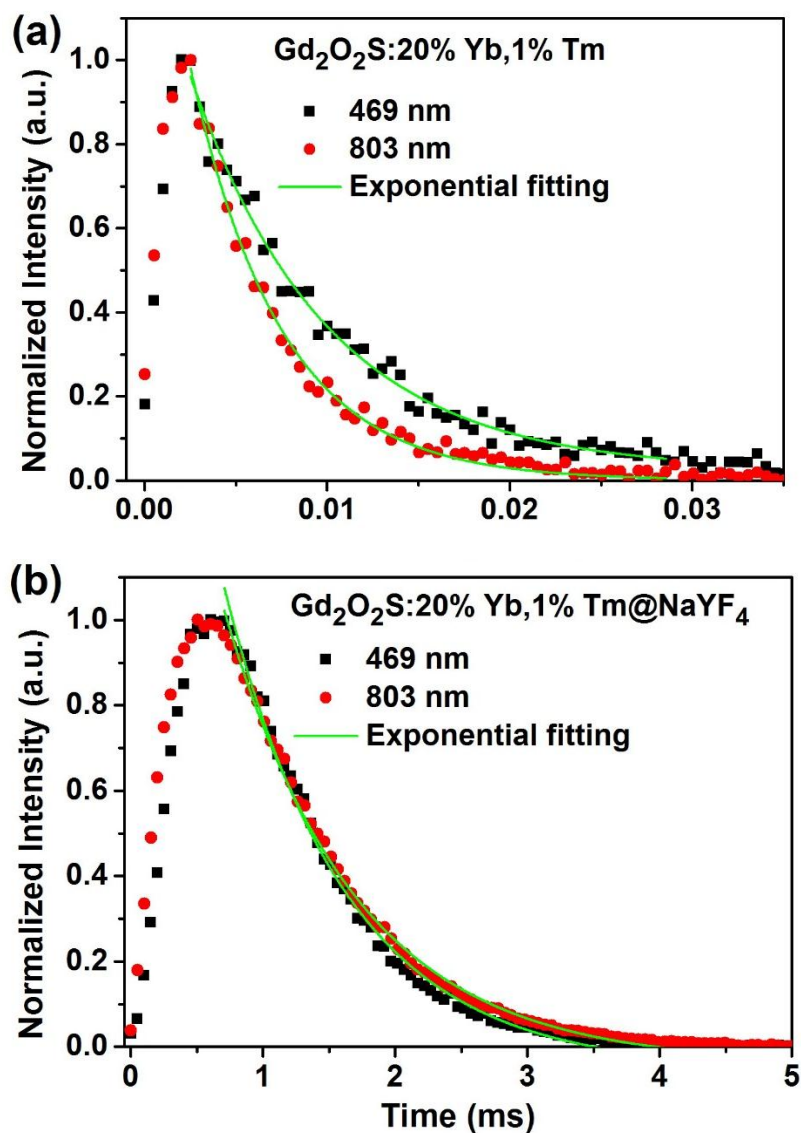 (a)
Gd₂O₂S:20% Yb,1% Tm
469 nm
803 nm
Exponential fitting
Normalized Intensity (a.u.)
1.0
0.8
0.6
0.4
0.2
0.0
0.00 0.01 0.02 0.03
(b)
Gd₂O₂S:20% Yb,1% Tm@NaYF₄
469 nm
803 nm
Exponential fitting
Normalized Intensity (a.u.)
1.0
0.8
0.6
0.4
0.2
0.0
0 1 2 3 4 5
Time (ms)